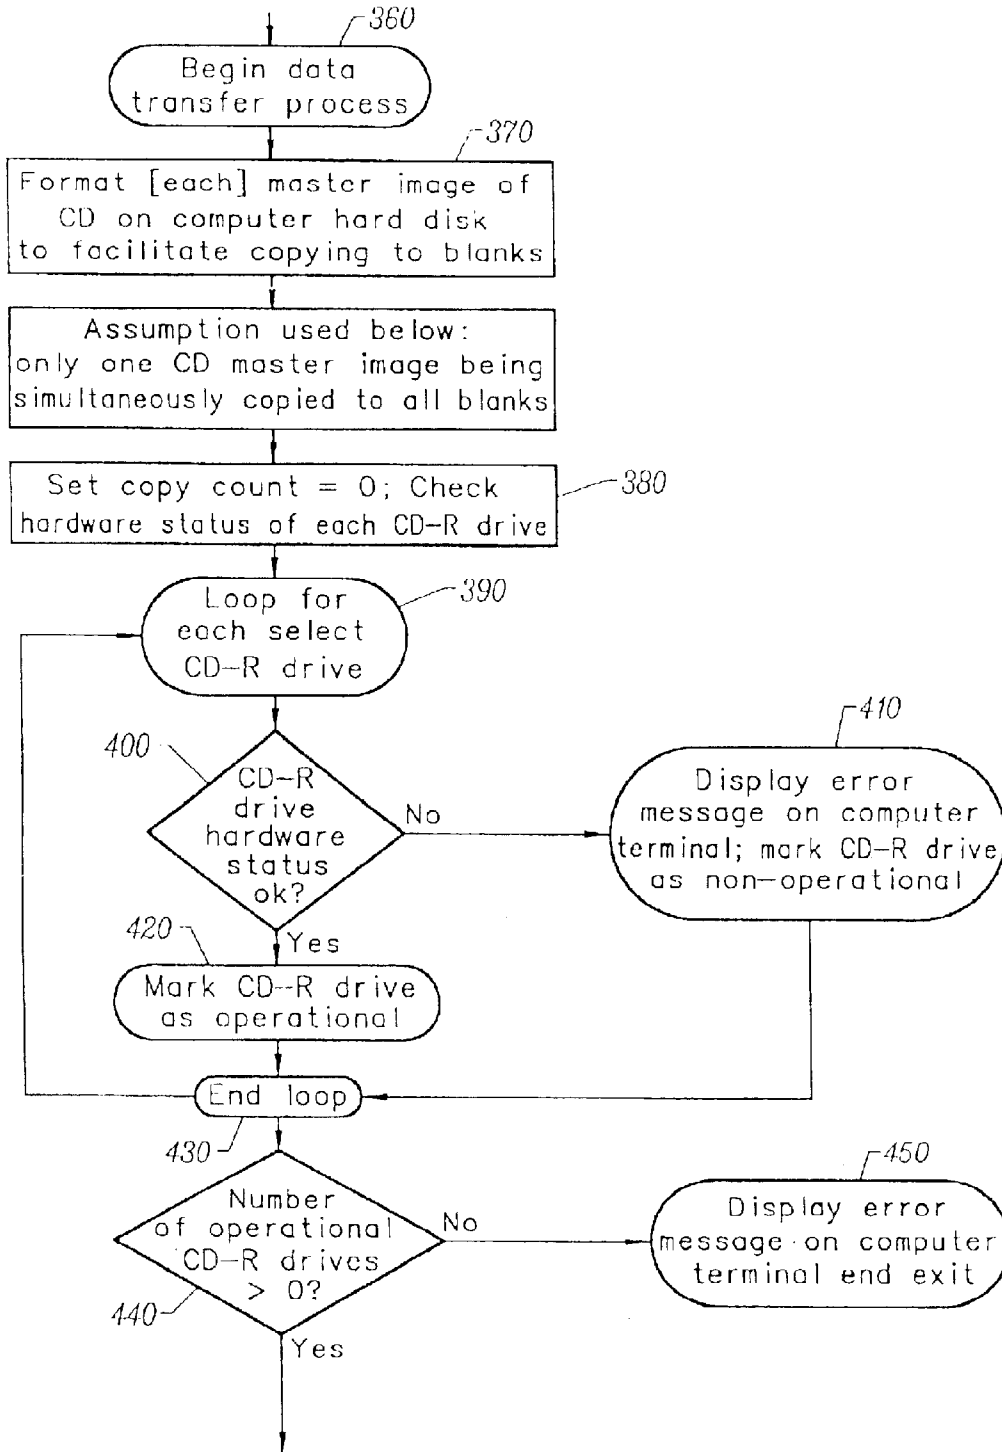 360
Begin data
transfer process
370
Format [each] master image of
CD on computer hard disk
to facilitate copying to blanks
Assumption used below:
only one CD master image being
simultaneously copied to all blanks
Set copy count = 0; Check
hardware status of each CD-R drive
380
Loop for
each select
CD-R drive
390
400
CD-R
drive
hardware
status
ok?
No
410
Display error
message on computer
terminal; mark CD-R drive
as non-operational
Yes
420
Mark CD-R drive
as operational
End loop
430
Number
of operational
CD-R drives
> 0?
440
No
450
Display error
message on computer
terminal end exit
Yes